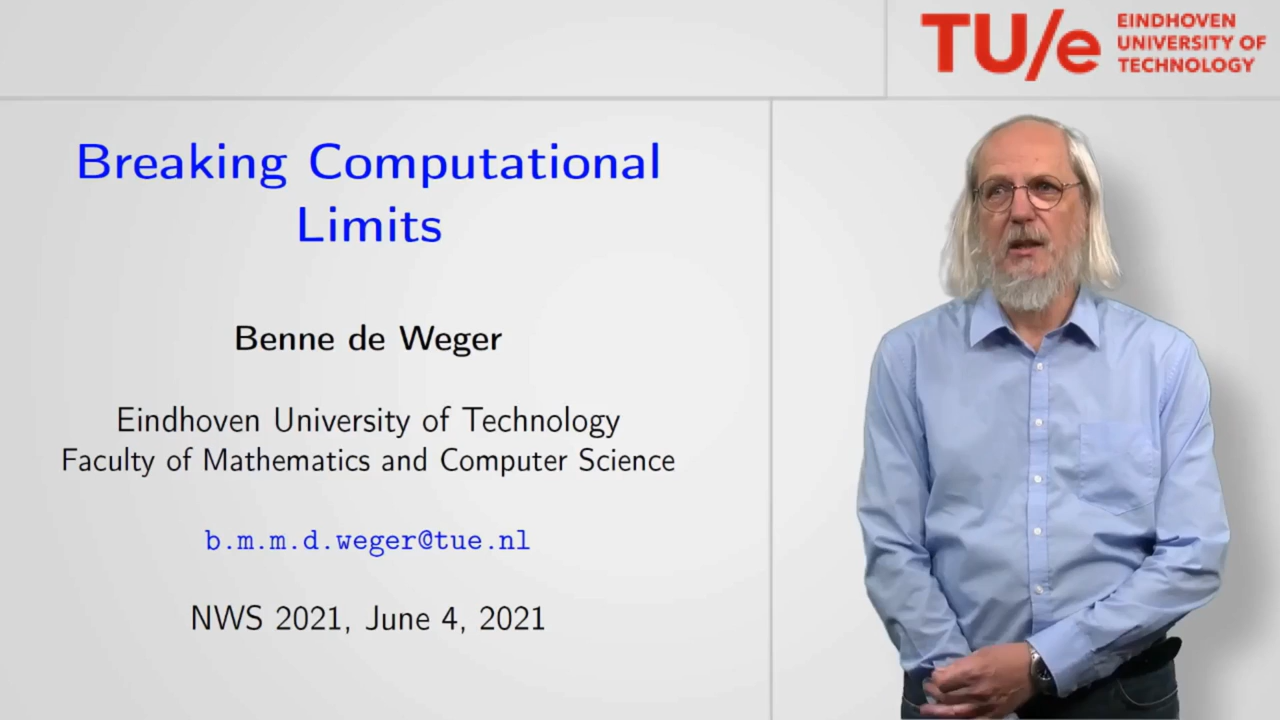 TU/e
EINDHOVEN
UNIVERSITY OF
TECHNOLOGY
Breaking Computational
Limits
Benne de Weger
Eindhoven University of Technology
Faculty of Mathematics and Computer Science
b.m.m.d.weger@tue.nl
NWS 2021, June 4, 2021